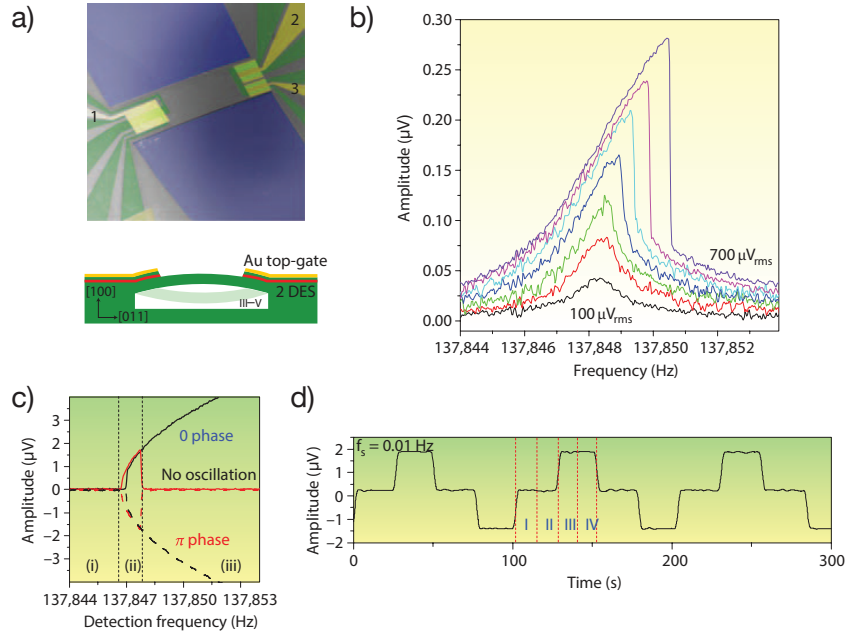 a)
1
2
3
Au top-gate
[100]
[011]
III–V
2 DES
b)
Amplitude (µV)
0.30
0.25
0.20
0.15
0.10
0.05
0.00
700 µVrms
100 µVrms
137,844 137,846 137,848 137,850 137,852
Frequency (Hz)
c)
Amplitude (µV)
3
2
1
0
−1
−2
−3
0 phase
No oscillation
π phase
(i) (ii) (iii)
137,844 137,847 137,850 137,853
Detection frequency (Hz)
d)
Amplitude (µV)
2
1
0
−1
−2
fs = 0.01 Hz
I II III IV
0 100 200 300
Time (s)